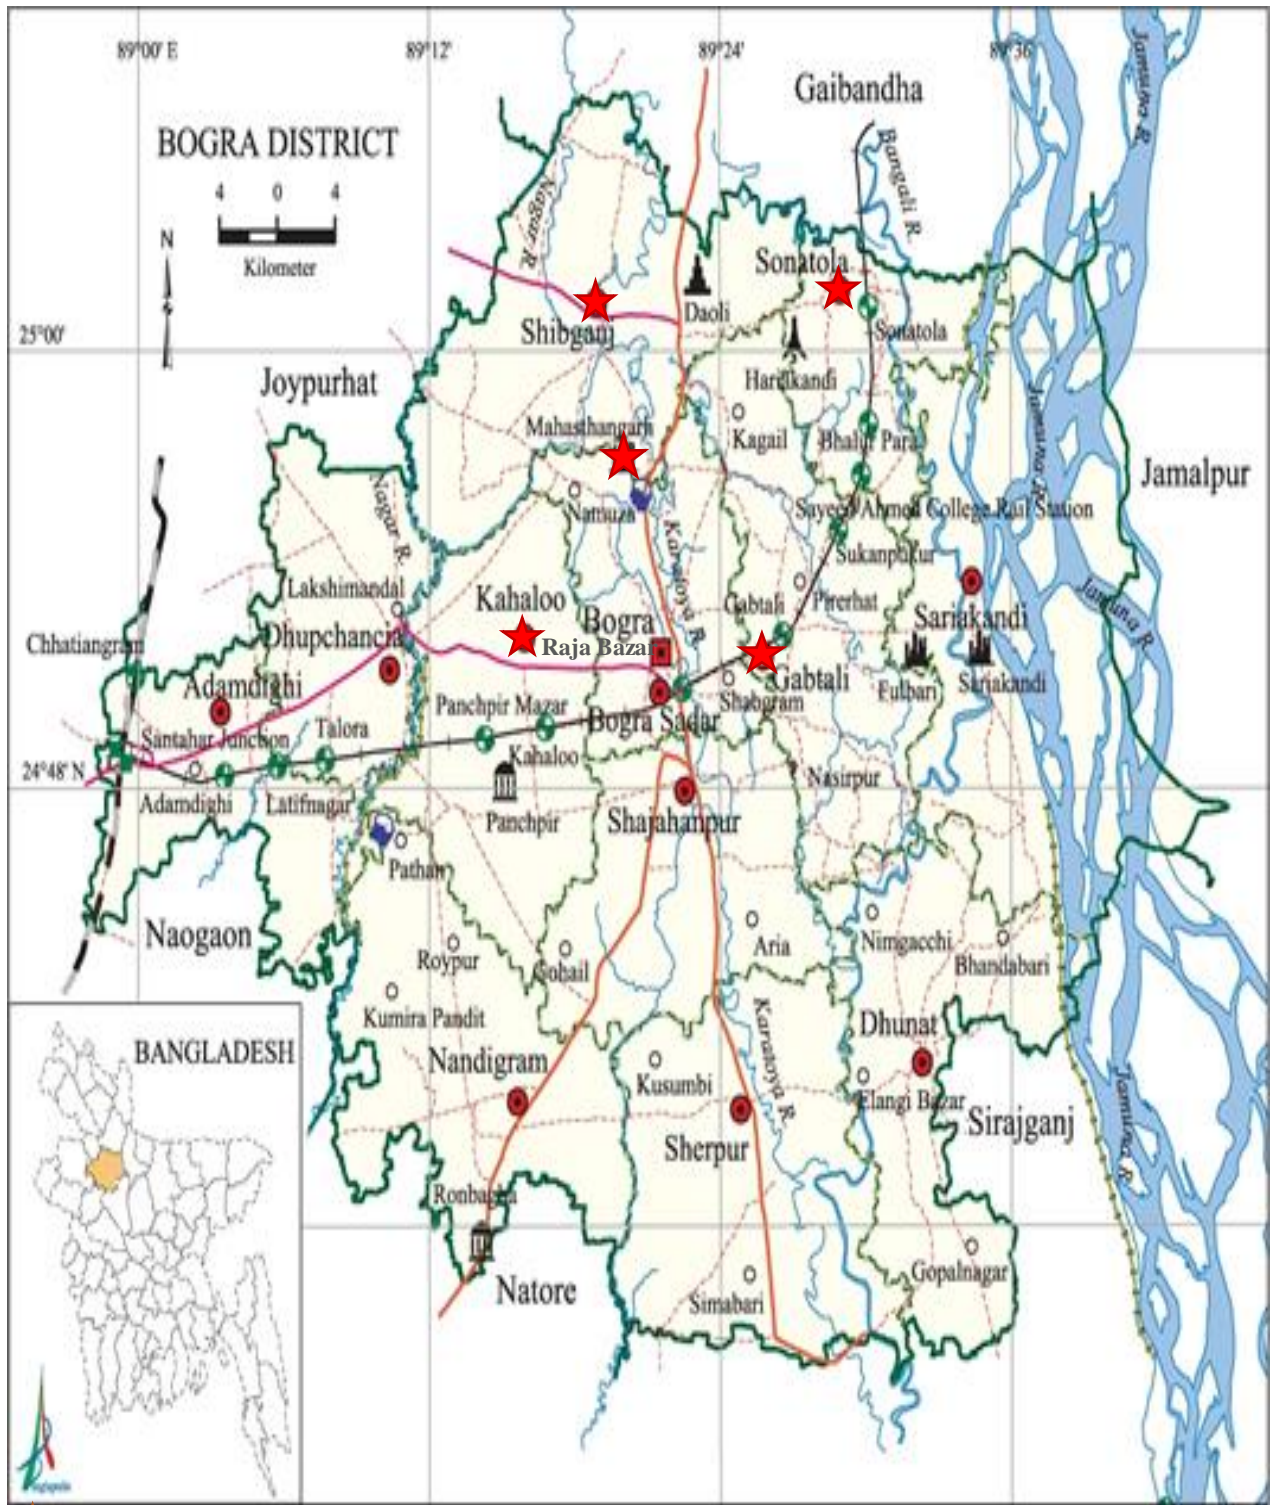 89°00' E
89°12'
89°24'
89°36'
Jamuna R.
Gaibandha
BOGRA DISTRICT
Bangali R.
4 0 4
Kilometer
N
Nagar R.
Sonatola
Daoli
Shibganj
Sonatola
25°00'
Joypurhat
Harikandi
Jamuna R.
Mahasthangarh
Kagail
Bhalur Para
Jamalpur
Nagar R.
Namuza
Sayeed Ahmed College Rail Station
Karatoya R.
Sukanpukur
Lakshimandal
Kahaloo
Gabtali
Pirerhat
Jamuna R.
Sariakandi
Bogra
Dhupchancia
Chhatiangram
Raja Bazar
Adamdighi
Gabtali
Fulbari
Sariakandi
Shabgram
Panchpir Mazar
Bogra Sadar
Talora
Santahar Junction
Kahaloo
24°48' N
Nasirpur
Adamdighi
Latifnagar
Panchpir
Shajahanpur
Pathan
Naogaon
Aria
Nimgacchi
Roypur
Gohail
Bhandabari
Kumira Pandit
Karatoya R.
Dhunat
BANGLADESH
Nandigram
Kusumbi
Elangi Bazar
Sirajganj
Jamuna R.
Sherpur
Ronbagha
Gopalnagar
Natore
Simabari
Banglapedia